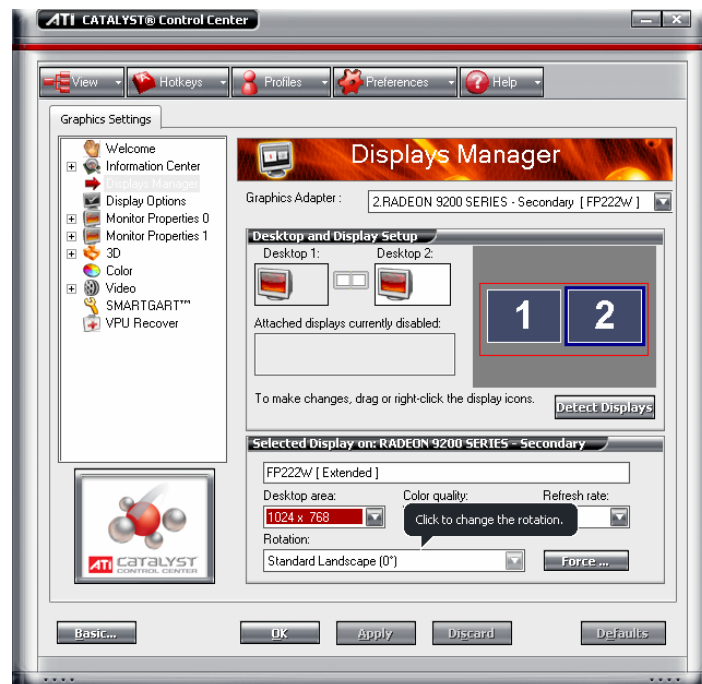 ATI CATALYST® Control Center
View Hotkeys Profiles Preferences Help
Graphics Settings
Welcome
Information Center
Displays Manager
Display Options
Monitor Properties 0
Monitor Properties 1
3D
Color
Video
SMARTGART™
VPU Recover
Displays Manager
Graphics Adapter : 2.RADEON 9200 SERIES - Secondary [ FP222W ]
Desktop and Display Setup
Desktop 1: Desktop 2:
1 2
Attached displays currently disabled:
To make changes, drag or right-click the display icons.
Detect Displays
Selected Display on: RADEON 9200 SERIES - Secondary
FP222W [ Extended ]
Desktop area: Color quality: Refresh rate:
1024 x 768
Click to change the rotation.
Rotation:
Standard Landscape (0°) Force ...
ATI CATALYST
CONTROL CENTER
Basic... OK Apply Discard Defaults